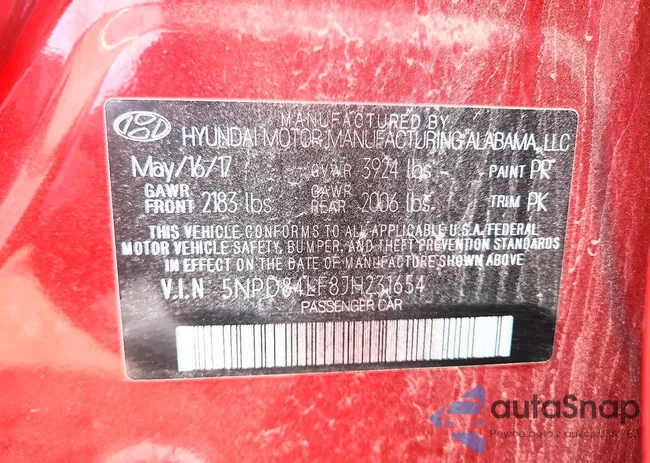 MANUFACTURED BY
HYUNDAI MOTOR MANUFACTURING ALABAMA, LLC
May/16/17 GVWR 3924 lbs. PAINT PR
GAWR FRONT 2183 lbs GAWR REAR 2006 lbs. TRIM PK
THIS VEHICLE CONFORMS TO ALL APPLICABLE U.S.A./FEDERAL
MOTOR VEHICLE SAFETY, BUMPER, AND THEFT PREVENTION STANDARDS
IN EFFECT ON THE DATE OF MANUFACTURE SHOWN ABOVE.
V.I.N 5NPD84LF8JH231654
PASSENGER CAR
autoSnap
Pewne auto z